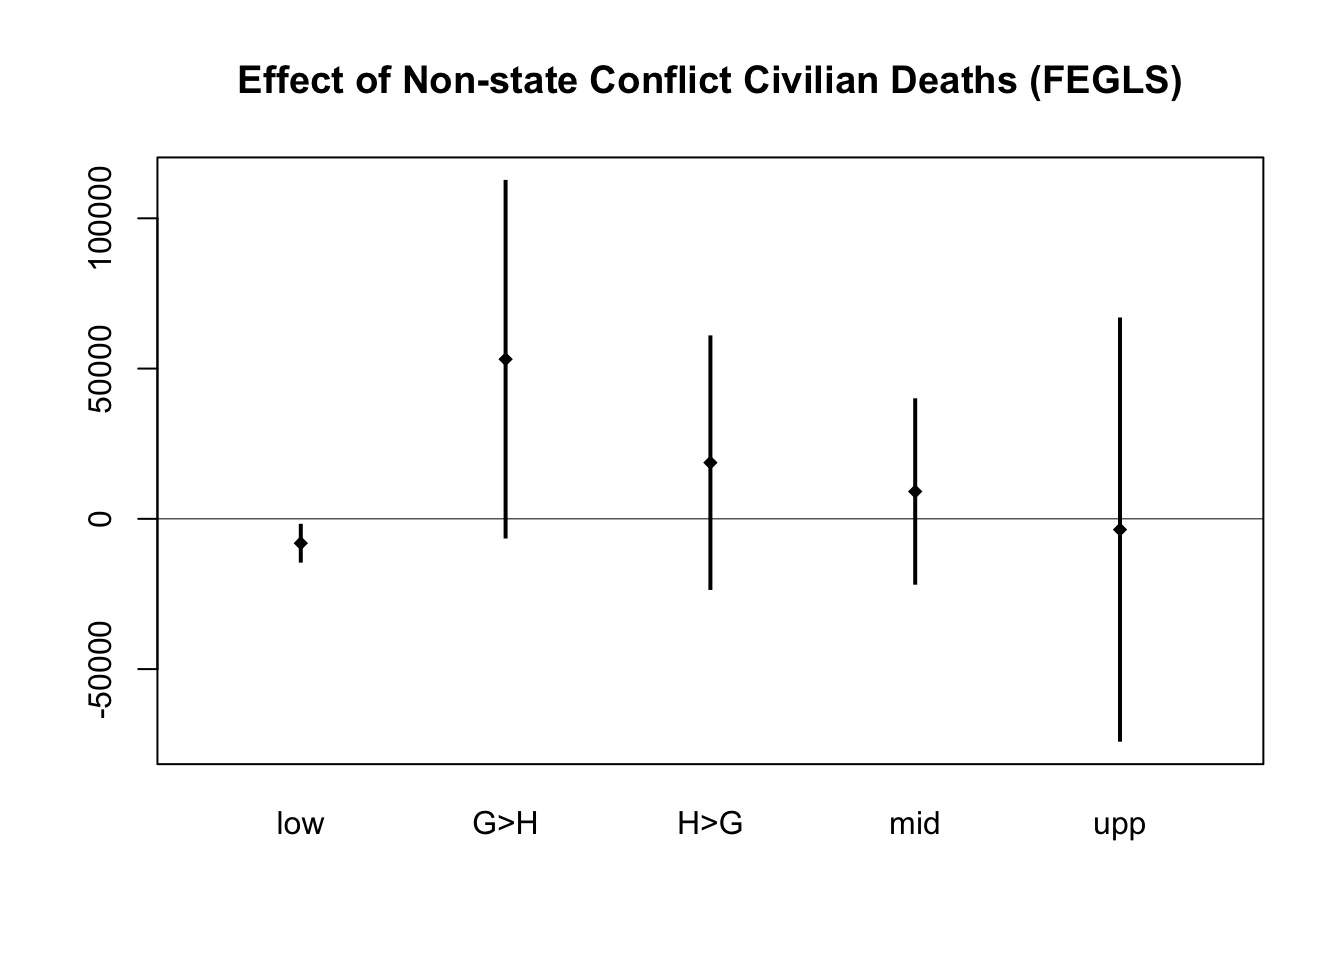 Effect of Non-state Conflict Civilian Deaths (FEGLS)
100000
50000
0
-50000
low G>H H>G mid upp